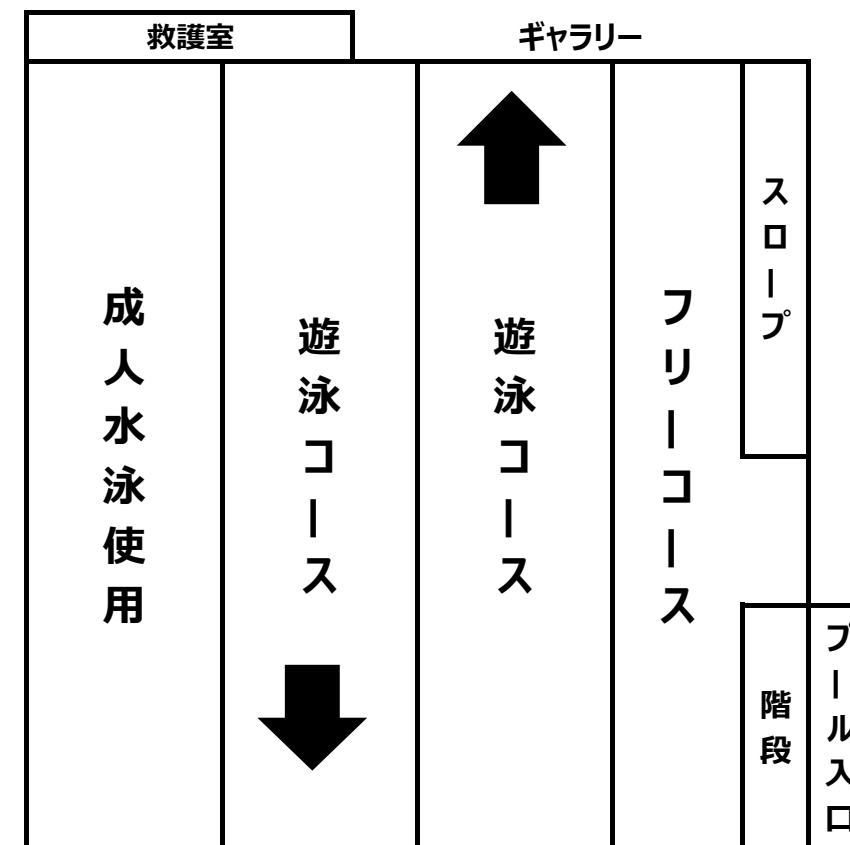 救護室
ギャラリー
成人水泳使用
遊泳コース
遊泳コース
フリーコース
スロープ
階段
プール入口